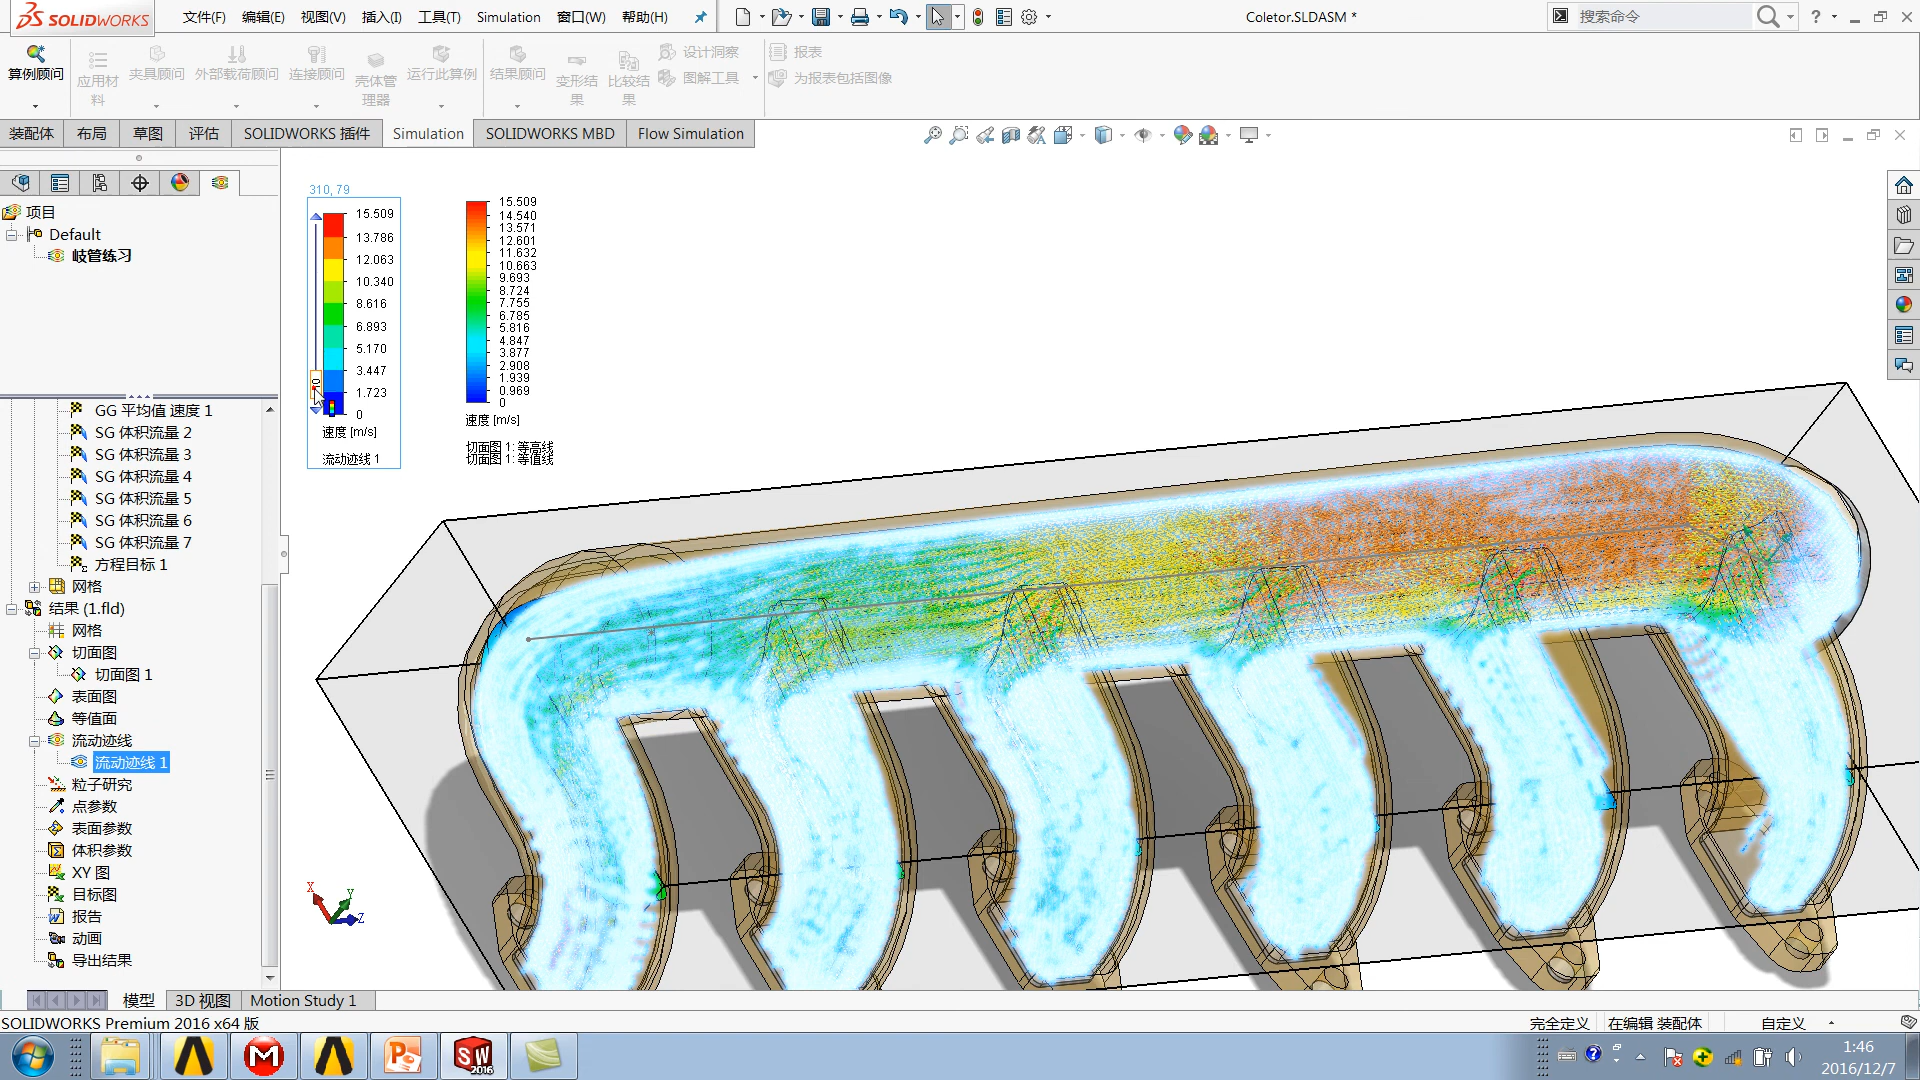 SOLIDWORKS
文件(F) 编辑(E) 视图(V) 插入(I) 工具(T) Simulation 窗口(W) 帮助(H)
Coletor.SLDASM *
搜索命令
算例顾问
应用材料
夹具顾问
外部载荷顾问
连接顾问
壳体管理器
运行此算例
结果顾问
变形结果
比较结果
设计洞察
图解工具
报表
为报表包括图像
装配体 布局 草图 评估 SOLIDWORKS 插件 Simulation SOLIDWORKS MBD Flow Simulation
项目
Default
歧管练习
GG 平均值 速度 1
SG 体积流量 2
SG 体积流量 3
SG 体积流量 4
SG 体积流量 5
SG 体积流量 6
SG 体积流量 7
方程目标 1
网格
结果 (1.fld)
网格
切面图
切面图 1
表面图
等值面
流动迹线
流动迹线 1
粒子研究
点参数
表面参数
体积参数
XY 图
目标图
报告
动画
导出结果
310, 79
15.509
13.786
12.063
10.340
8.616
6.893
5.170
3.447
1.723
0
速度 [m/s]
流动迹线 1
15.509
14.540
13.571
12.601
11.632
10.663
9.693
8.724
7.755
6.785
5.816
4.847
3.877
2.908
1.939
0.969
0
速度 [m/s]
切面图 1: 等高线
切面图 1: 等值线
X
Y
Z
模型 3D 视图 Motion Study 1
SOLIDWORKS Premium 2016 x64 版
完全定义 在编辑 装配体 自定义
SW
2016
1:46
2016/12/7